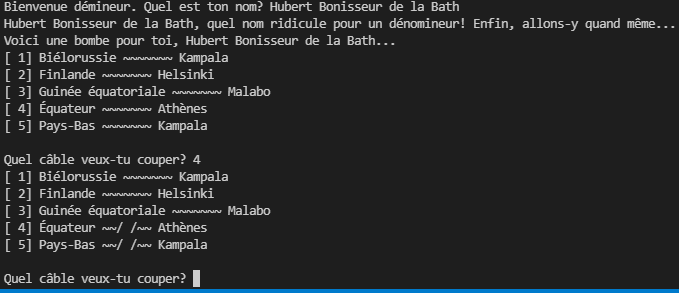 Bienvenue démineur. Quel est ton nom? Hubert Bonisseur de la Bath
Hubert Bonisseur de la Bath, quel nom ridicule pour un dénomineur! Enfin, allons-y quand même...
Voici une bombe pour toi, Hubert Bonisseur de la Bath...
[ 1] Biélorussie ~~~~~~~ Kampala
[ 2] Finlande ~~~~~~~ Helsinki
[ 3] Guinée équatoriale ~~~~~~~ Malabo
[ 4] Équateur ~~~~~~~ Athènes
[ 5] Pays-Bas ~~~~~~~ Kampala
Quel câble veux-tu couper? 4
[ 1] Biélorussie ~~~~~~~ Kampala
[ 2] Finlande ~~~~~~~ Helsinki
[ 3] Guinée équatoriale ~~~~~~~ Malabo
[ 4] Équateur ~~/ /~~ Athènes
[ 5] Pays-Bas ~~/ /~~ Kampala
Quel câble veux-tu couper?